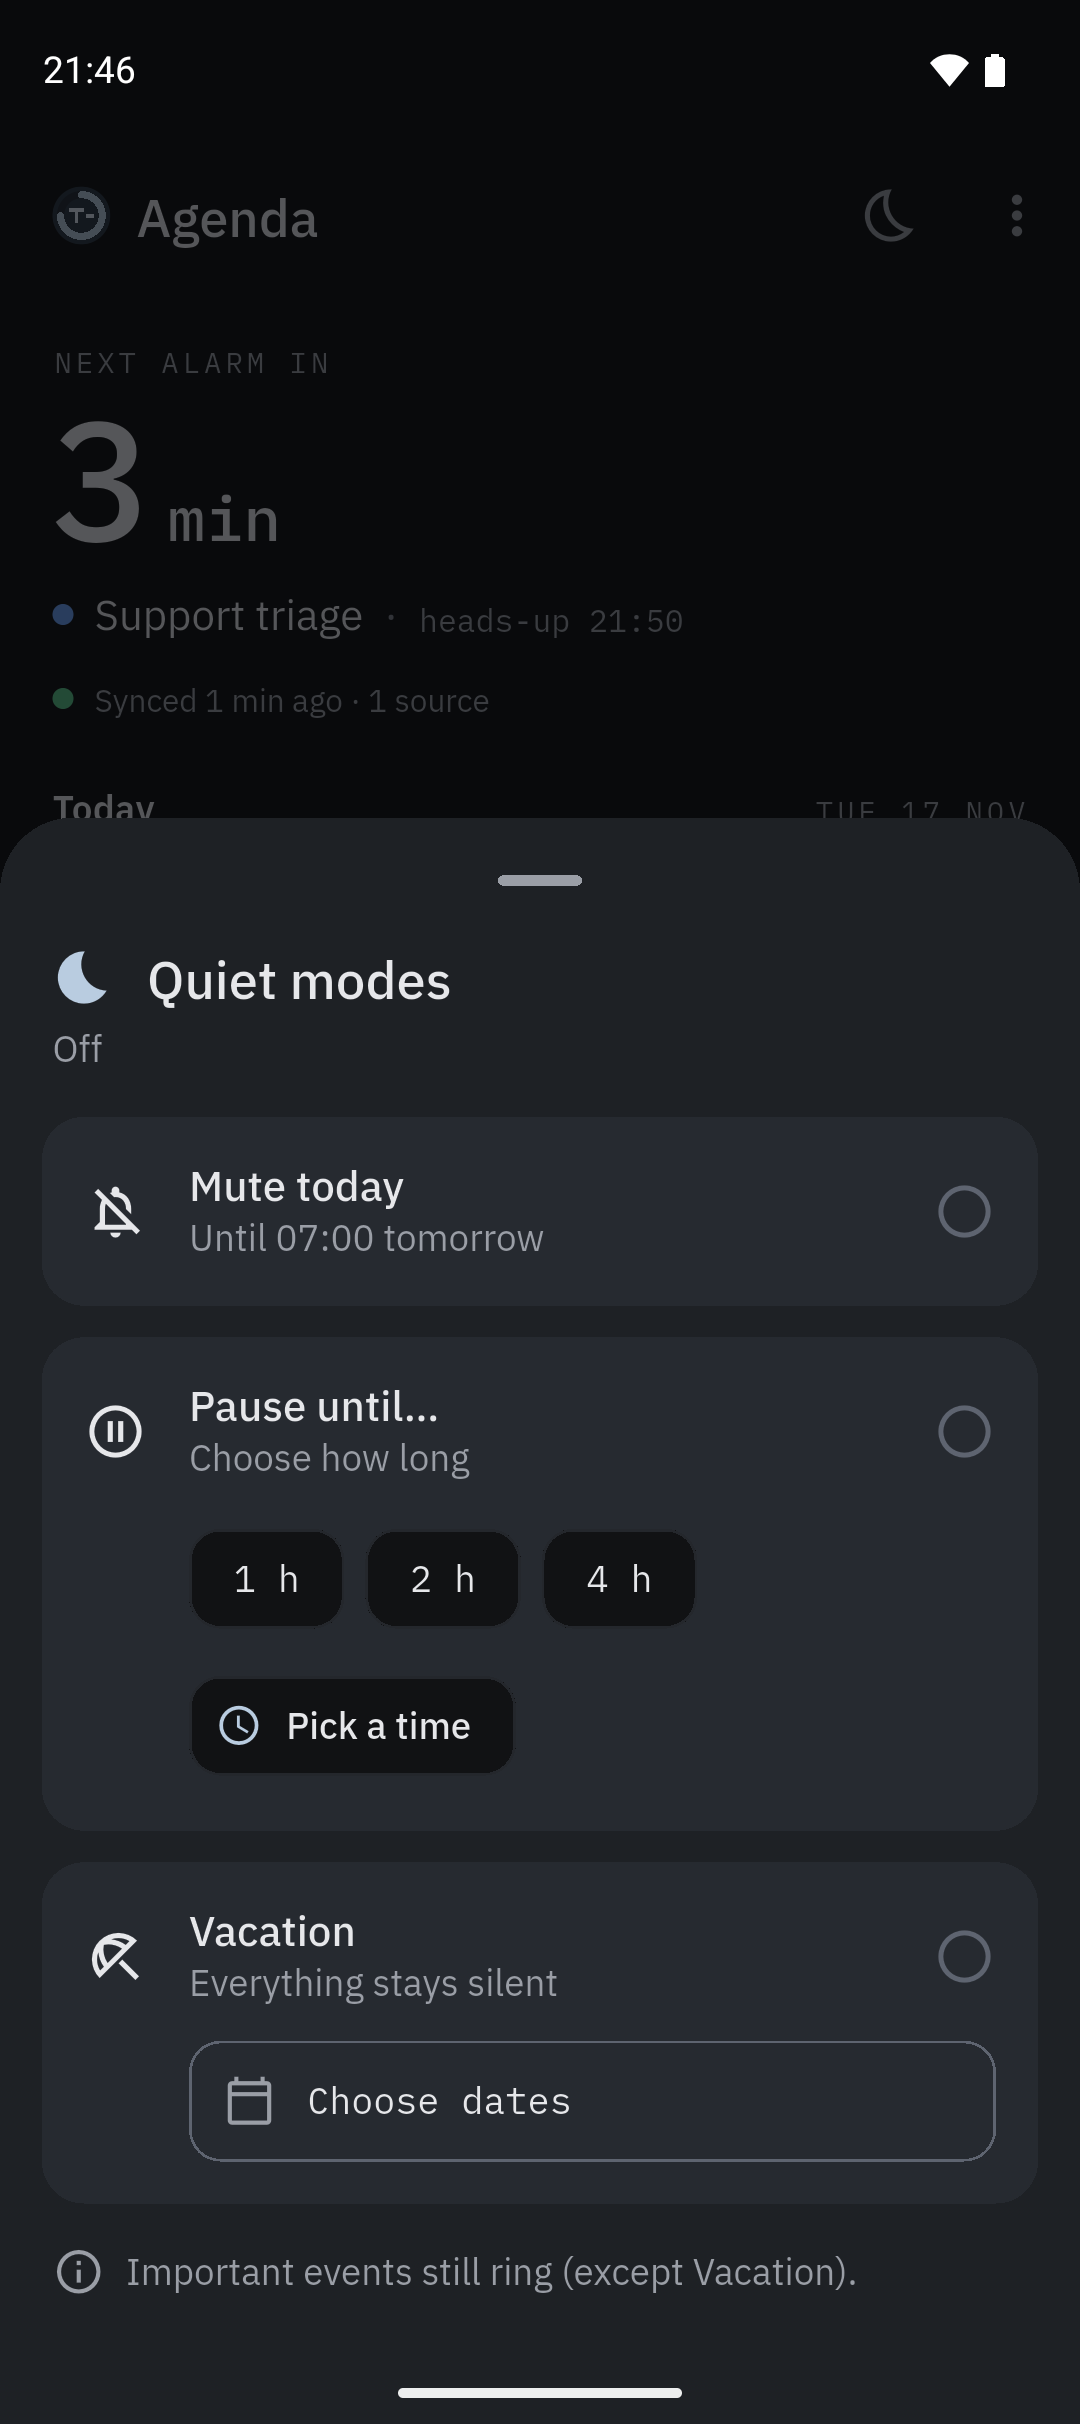 21:46
T-
Agenda
NEXT ALARM IN
3 min
Support triage · heads-up 21:50
Synced 1 min ago · 1 source
Today TUE 17 NOV
Quiet modes
Off
Mute today
Until 07:00 tomorrow
Pause until...
Choose how long
1 h 2 h 4 h
Pick a time
Vacation
Everything stays silent
Choose dates
Important events still ring (except Vacation).